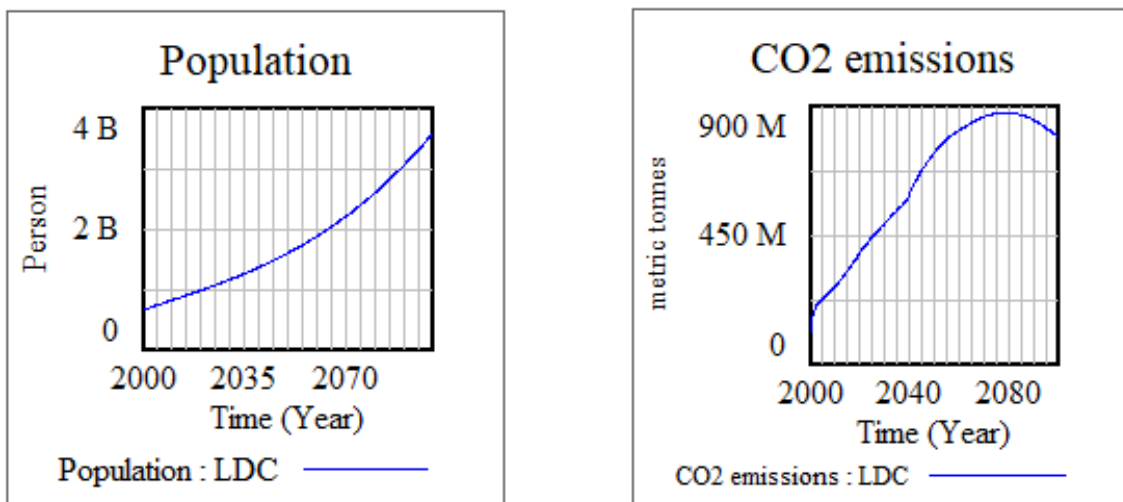 Population
4 B
2 B
0
Person
2000 2035 2070
Time (Year)
Population : LDC
CO2 emissions
900 M
450 M
0
metric tonnes
2000 2040 2080
Time (Year)
CO2 emissions : LDC